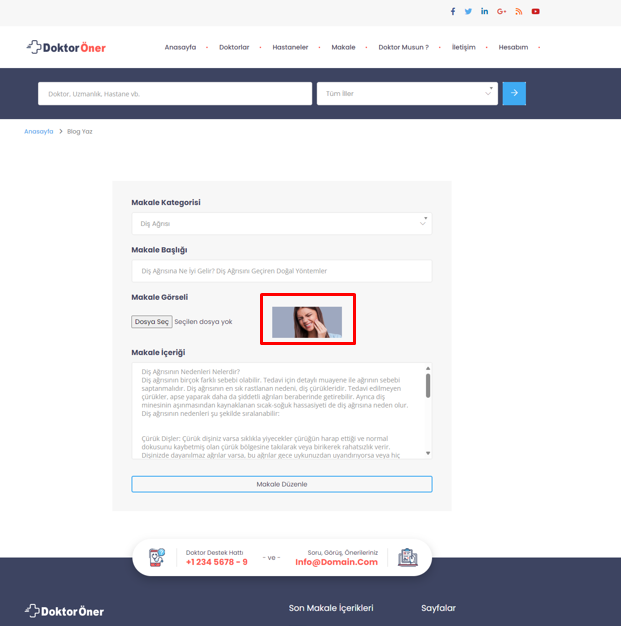 Doktor Öner
Anasayfa
Doktorlar
Hastaneler
Makale
Doktor Musun ?
İletişim
Hesabım
Doktor, Uzmanlık, Hastane vb.
Tüm İller
Anasayfa > Blog Yaz
Makale Kategorisi
Diş Ağrısı
Makale Başlığı
Diş Ağrısına Ne İyi Gelir? Diş Ağrısını Geçiren Doğal Yöntemler
Makale Görseli
Dosya Seç Seçilen dosya yok
Makale İçeriği
Diş Ağrısının Nedenleri Nelerdir?
Diş ağrısının birçok farklı sebebi olabilir. Tedavi için detaylı muayene ile ağrının sebebi
saptanmalıdır. Diş ağrısının en sık rastlanan nedeni, diş çürükleridir. Tedavi edilmeyen
çürükler, apse yaparak daha da şiddetli ağrıları beraberinde getirebilir. Ayrıca diş
minesinin aşınmasından kaynaklanan sıcak-soğuk hassasiyeti de diş ağrısına neden olur.
Diş ağrısının nedenleri şu şekilde sıralanabilir:
Çürük Dişler: Çürük dişiniz varsa sıklıkla yiyecekler çürüğün harap ettiği ve normal
dokusunu kaybetmiş olan çürük bölgesine takılarak veya birikerek rahatsızlık verir.
Dişinizde dayanılmaz ağrılar varsa, bu ağrılar gece uykunuzdan uyandırıyorsa veya hiç
Makale Düzenle
Doktor Destek Hattı
+1 234 5678 - 9
- ve -
Soru, Görüş, Önerileriniz
Info@Domain.Com
Doktor Öner
Son Makale İçerikleri
Sayfalar